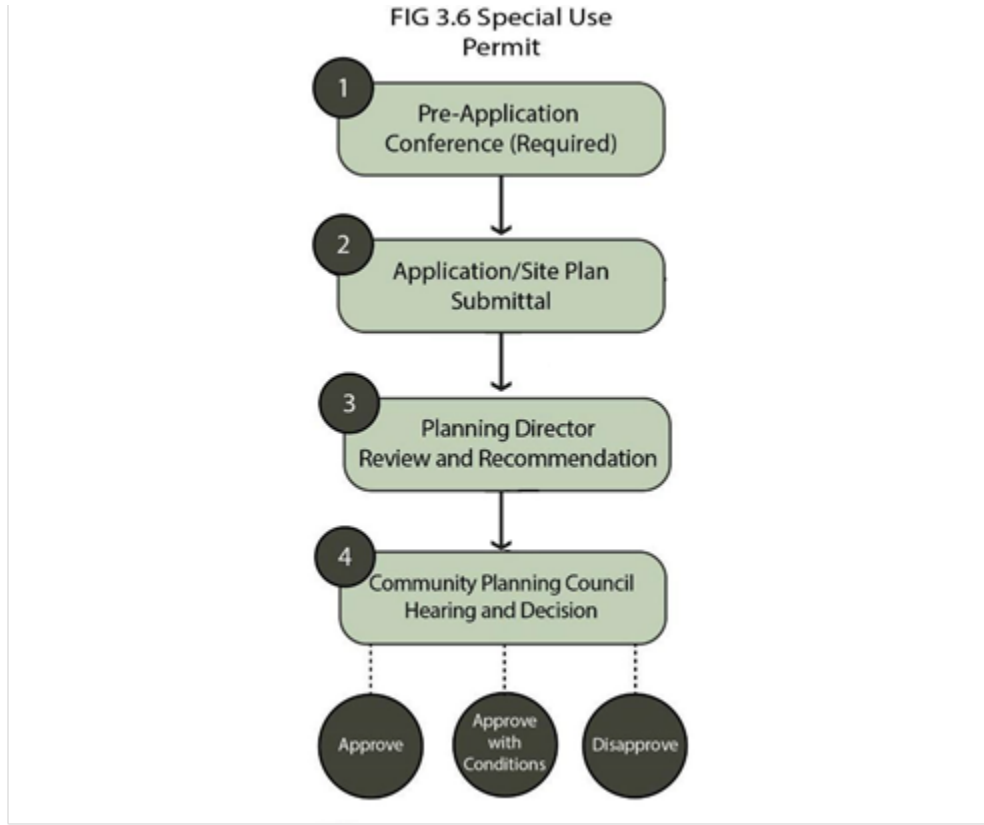 FIG 3.6 Special Use
Permit
1
Pre-Application
Conference (Required)
2
Application/Site Plan
Submittal
3
Planning Director
Review and Recommendation
4
Community Planning Council
Hearing and Decision
Approve
Approve
with
Conditions
Disapprove